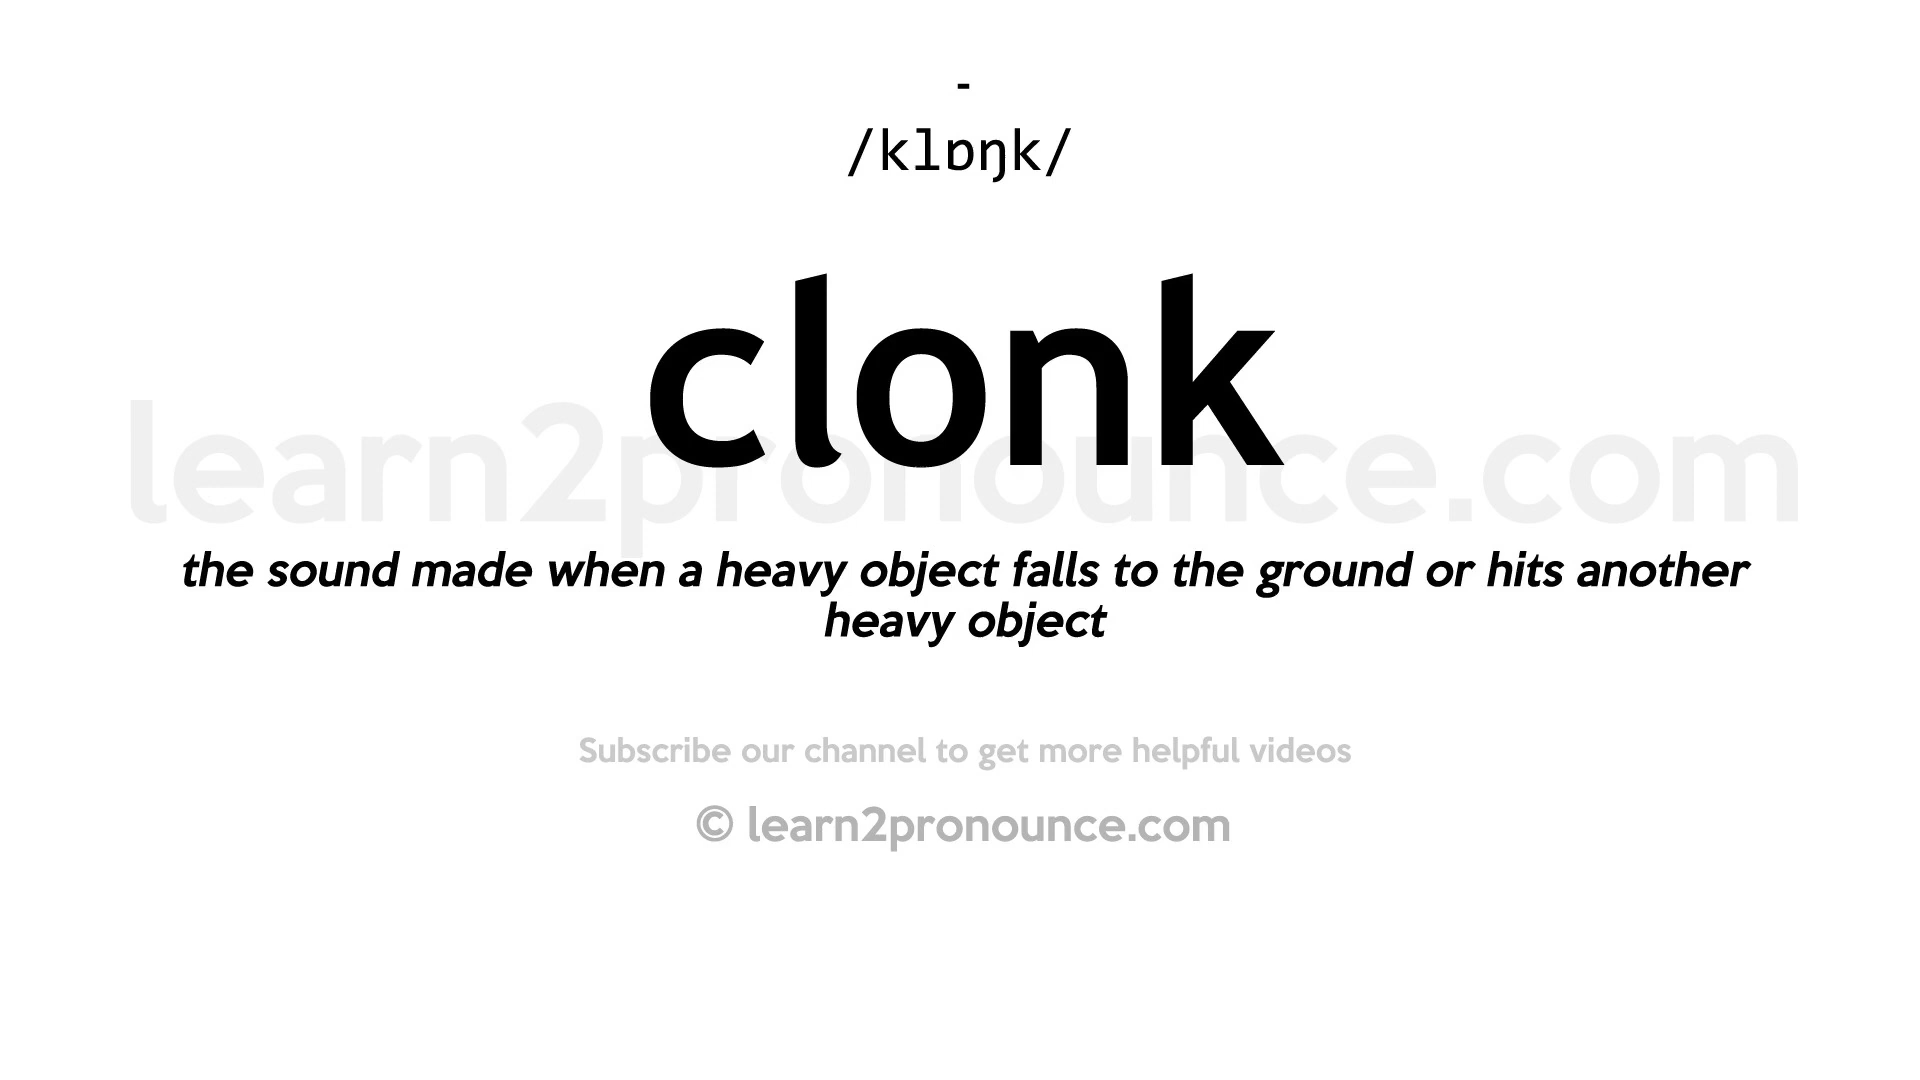 -
/klɒŋk/
clonk
learn2pronounce.com
the sound made when a heavy object falls to the ground or hits another
heavy object
Subscribe our channel to get more helpful videos
© learn2pronounce.com